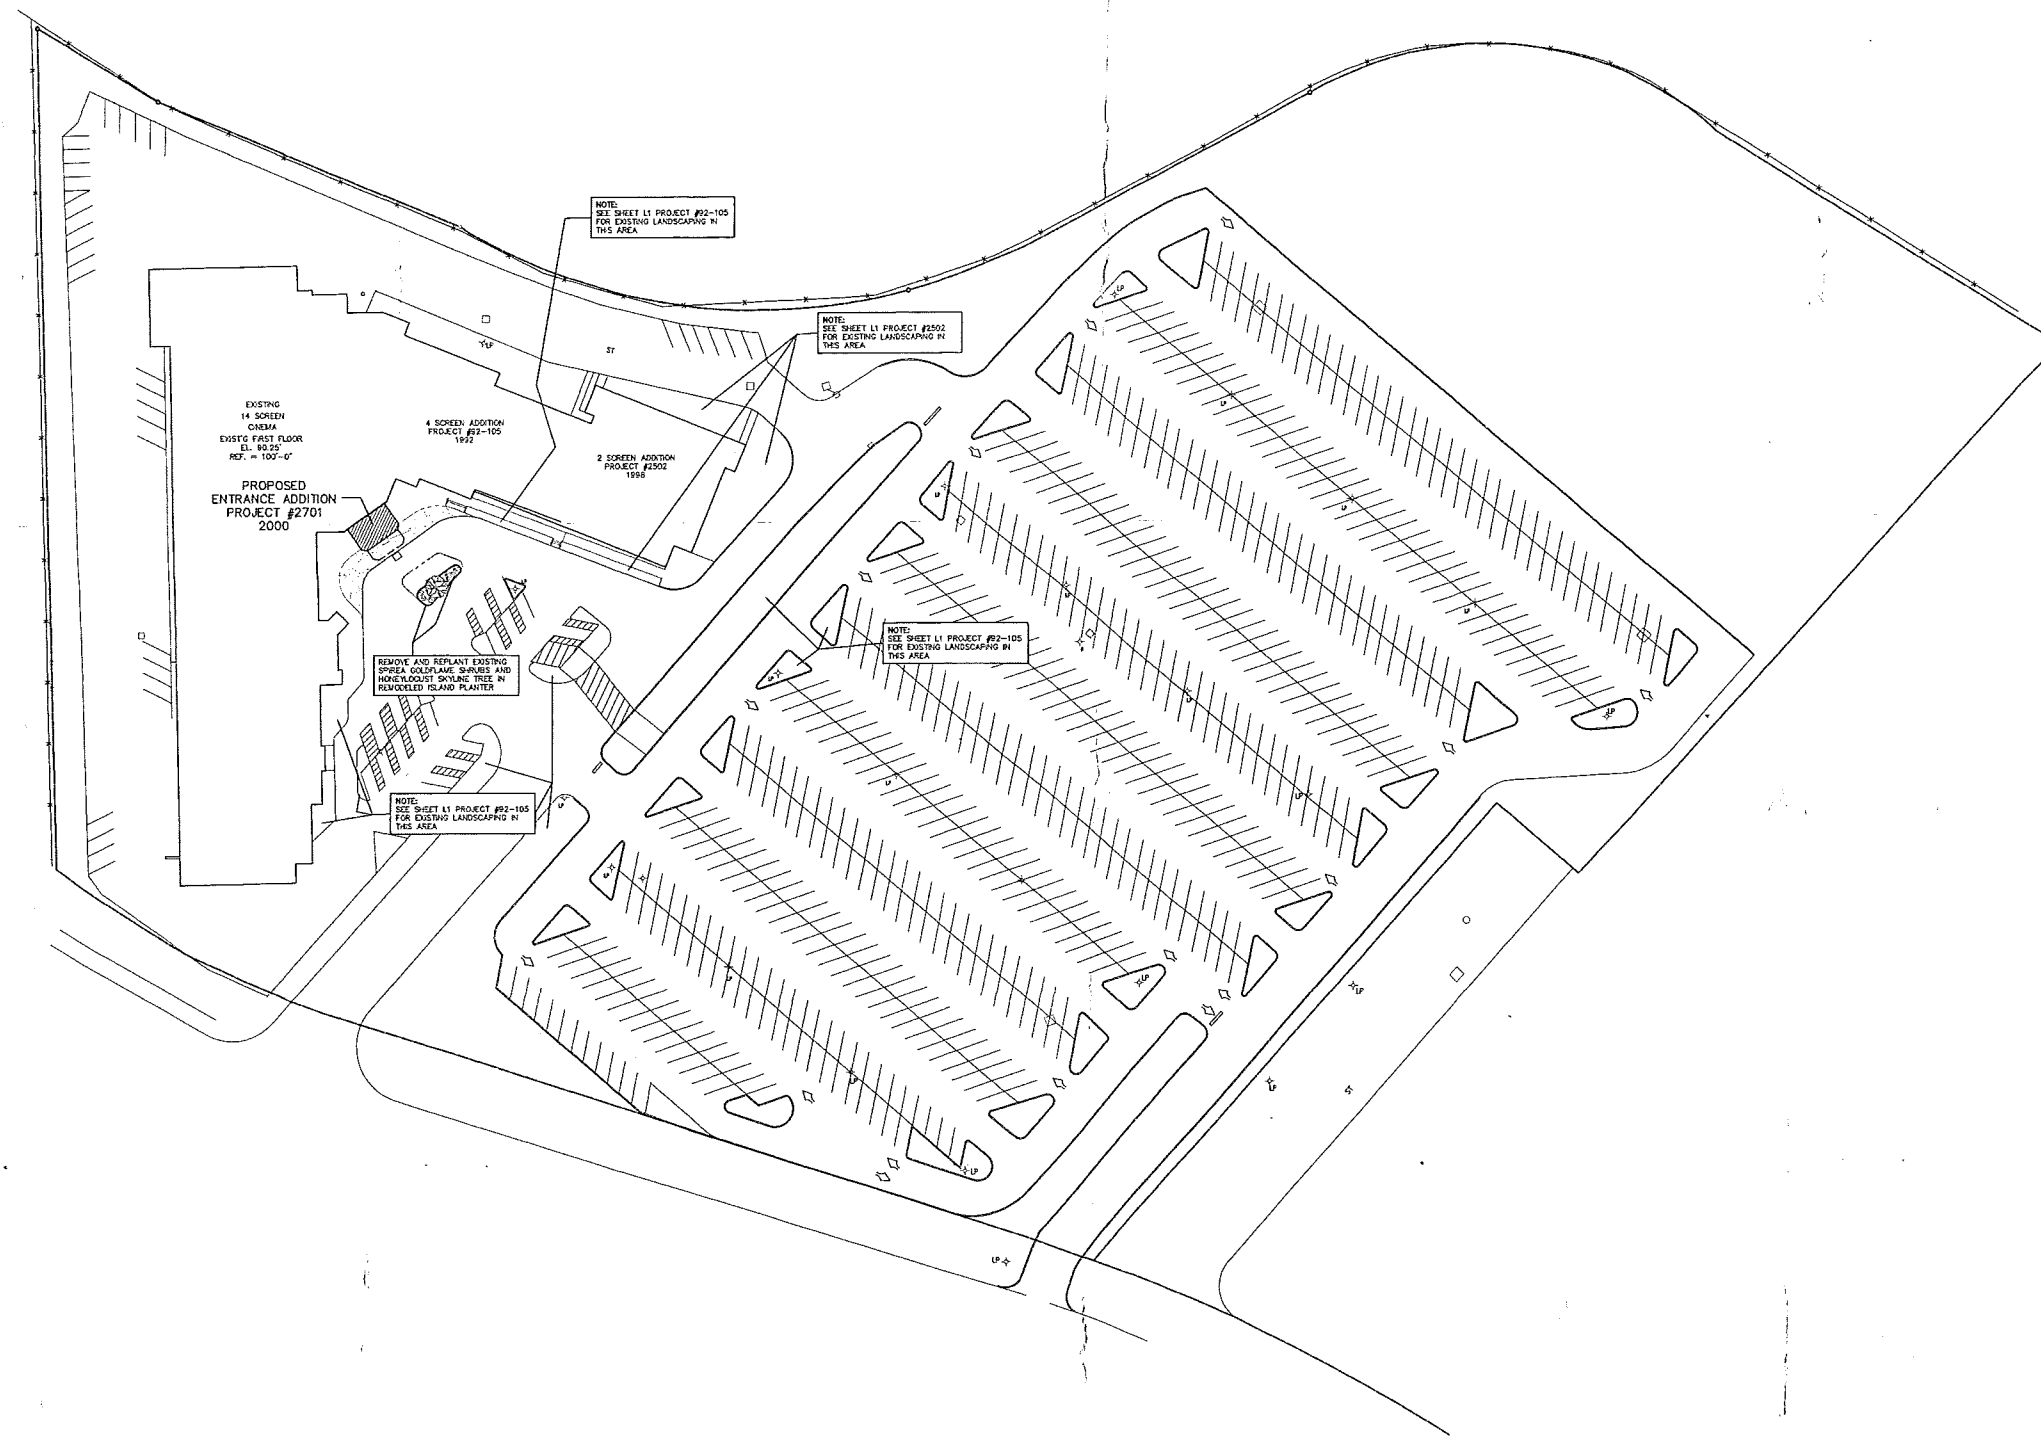 NOTE:
SEE SHEET L1 PROJECT #92-105
FOR EXISTING LANDSCAPING IN
THIS AREA
NOTE:
SEE SHEET L1 PROJECT #2502
FOR EXISTING LANDSCAPING IN
THIS AREA
LP
ST
EXISTING
14 SCREEN
CINEMA
EXIST'G FIRST FLOOR
EL. 90.25'
REF. = 100'-0"
4 SCREEN ADDITION
PROJECT #92-105
1992
2 SCREEN ADDITION
PROJECT #2502
1998
PROPOSED
ENTRANCE ADDITION
PROJECT #2701
2000
NOTE:
SEE SHEET L1 PROJECT #92-105
FOR EXISTING LANDSCAPING IN
THIS AREA
REMOVE AND REPLANT EXISTING
SPIREA GOLDFLAME SHRUBS AND
HONEYLOCUST SKYLINE TREE IN
REMODELED ISLAND PLANTER
NOTE:
SEE SHEET L1 PROJECT #92-105
FOR EXISTING LANDSCAPING IN
THIS AREA
LP
LP
LP
LP
LP
LP
LP
ST
LP
LP